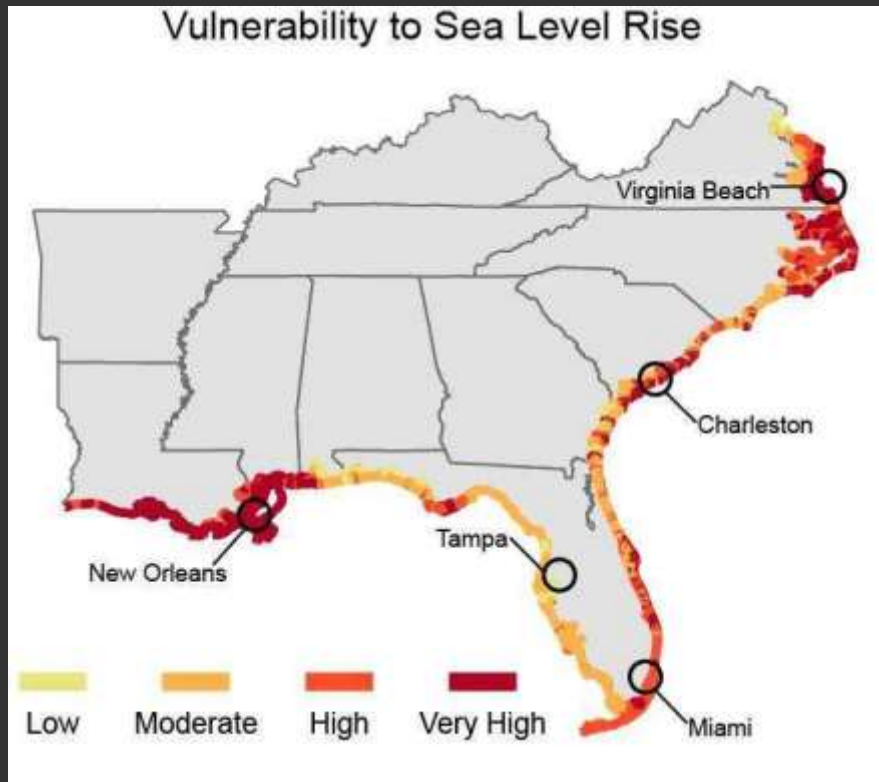 Vulnerability to Sea Level Rise
Virginia Beach
Charleston
Tampa
New Orleans
Miami
Low Moderate High Very High